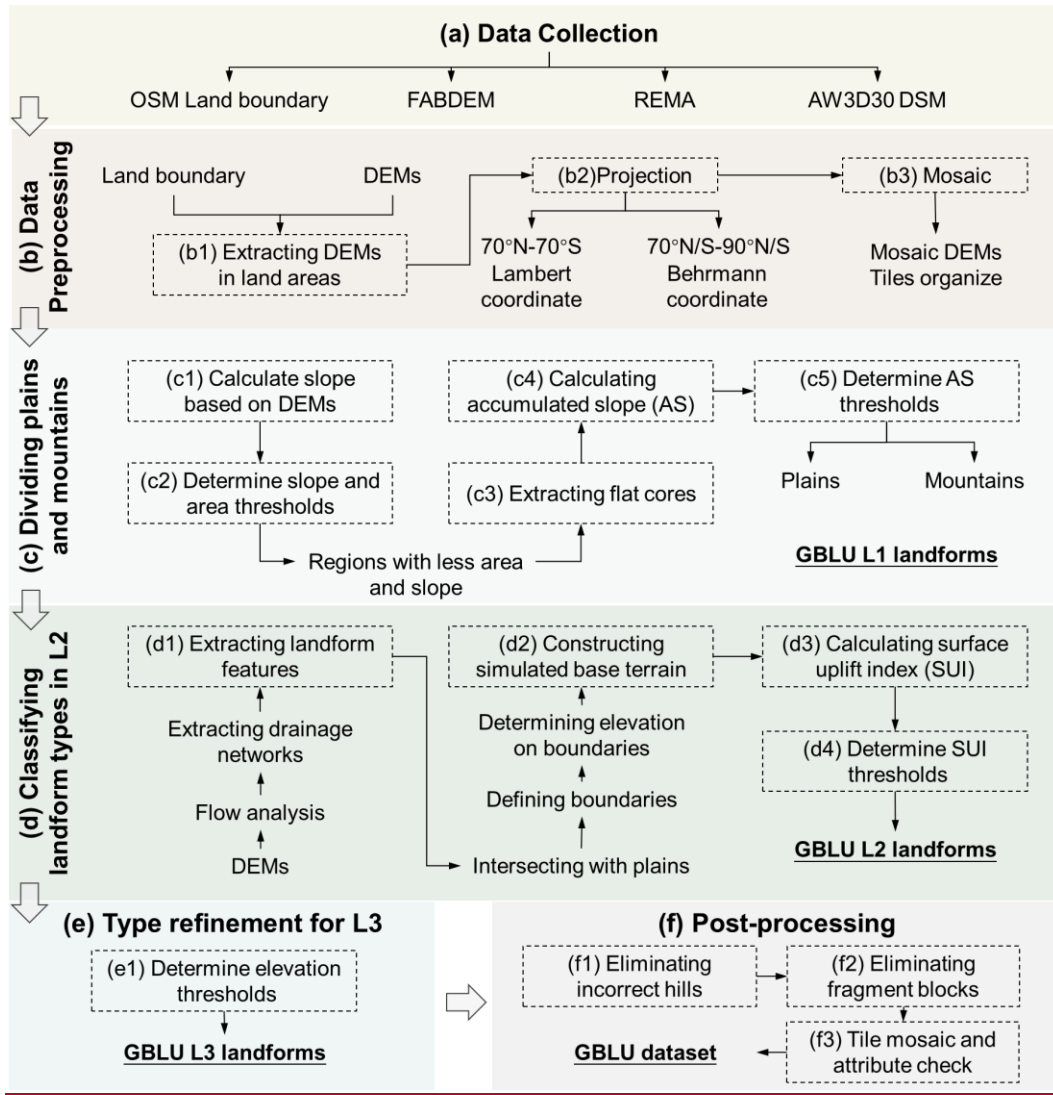 (a) Data Collection
OSM Land boundary
FABDEM
REMA
AW3D30 DSM
(b) Data
Preprocessing
Land boundary
DEMs
(b1) Extracting DEMs
in land areas
(b2)Projection
70°N-70°S
Lambert
coordinate
70°N/S-90°N/S
Behrmann
coordinate
(b3) Mosaic
Mosaic DEMs
Tiles organize
(c) Dividing plains
and mountains
(c1) Calculate slope
based on DEMs
(c2) Determine slope and
area thresholds
Regions with less area
and slope
(c3) Extracting flat cores
(c4) Calculating
accumulated slope (AS)
(c5) Determine AS
thresholds
Plains
Mountains
GBLU L1 landforms
(d) Classifying
landform types in L2
(d1) Extracting landform
features
Extracting drainage
networks
Flow analysis
DEMs
(d2) Constructing
simulated base terrain
Determining elevation
on boundaries
Defining boundaries
Intersecting with plains
(d3) Calculating surface
uplift index (SUI)
(d4) Determine SUI
thresholds
GBLU L2 landforms
(e) Type refinement for L3
(e1) Determine elevation
thresholds
GBLU L3 landforms
(f) Post-processing
(f1) Eliminating
incorrect hills
(f2) Eliminating
fragment blocks
(f3) Tile mosaic and
attribute check
GBLU dataset